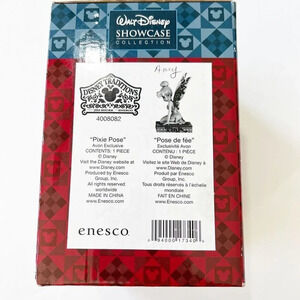 WALT DISNEY
SHOWCASE
COLLECTION
DISNEY TRADITIONS
4008082
Amy
"Pixie Pose"
Avon Exclusive
CONTENTS: 1 PIECE
© Disney
Visit the Disney website at
www.Disney.com
Produced by Enesco
Group, Inc.
All rights reserved
worldwide
MADE IN CHINA
www.Enesco.com
"Pose de fée"
Exclusivité Avon
CONTENU : 1 PIÈCE
© Disney
Visitez le site Web de Disney à
www.Disney.com
Produit par Enesco
Group, Inc.
Tous droits réservés à l'échelle
mondiale
FAIT EN CHINE
www.Enesco.com
enesco.